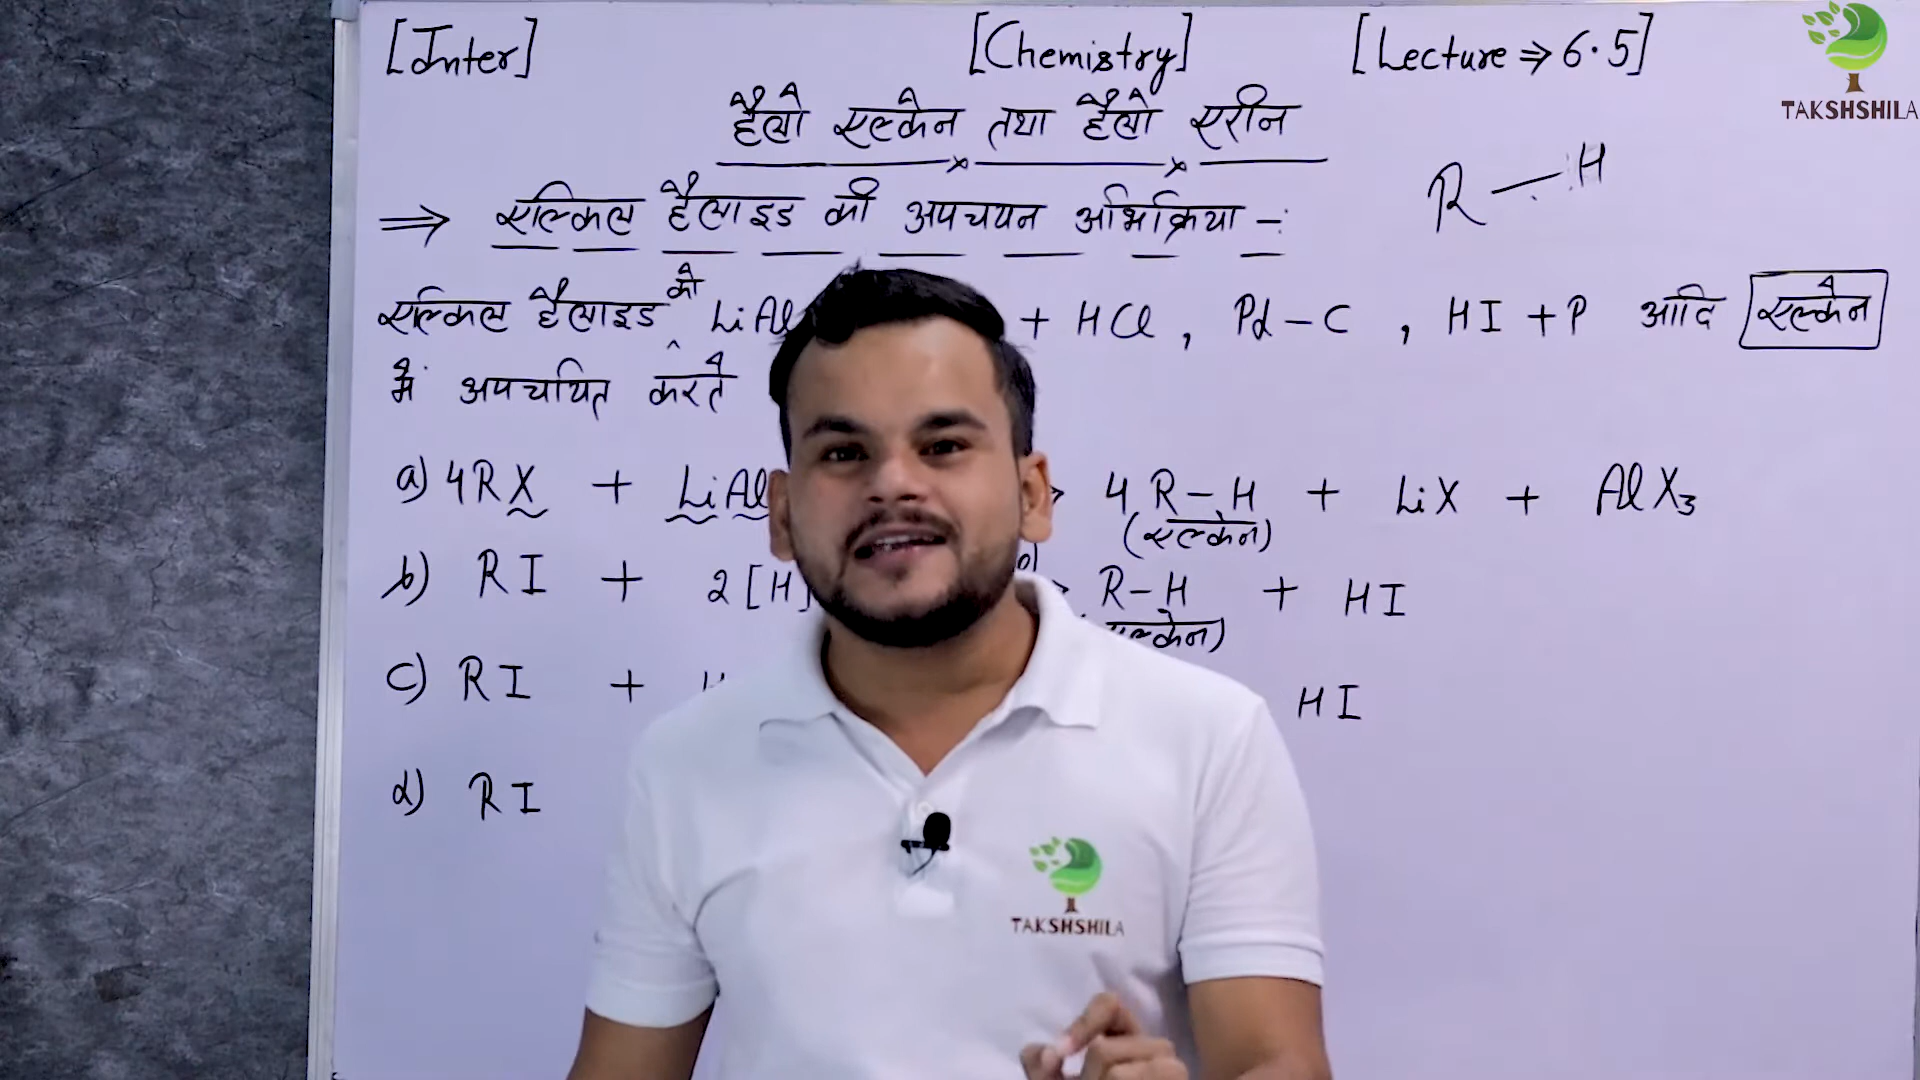 [Inter] [Chemistry] [Lecture ⇒ 6.5]
TAKSHSHILA
हैलो एल्केन तथा हैलो एरीन
R—H
⇒ एल्किल हैलाइड की अपचयन अभिक्रिया -:
एल्किल हैलाइड को LiAl + HCl, Pd - C, HI + P आदि एल्केन
में अपचयित करते
a) 4RX + LiAl 4R-H + LiX + AlX₃
(एल्केन)
b) RI + 2[H] R-H + HI
c) RI + HI
d) RI
TAKSHSHILA